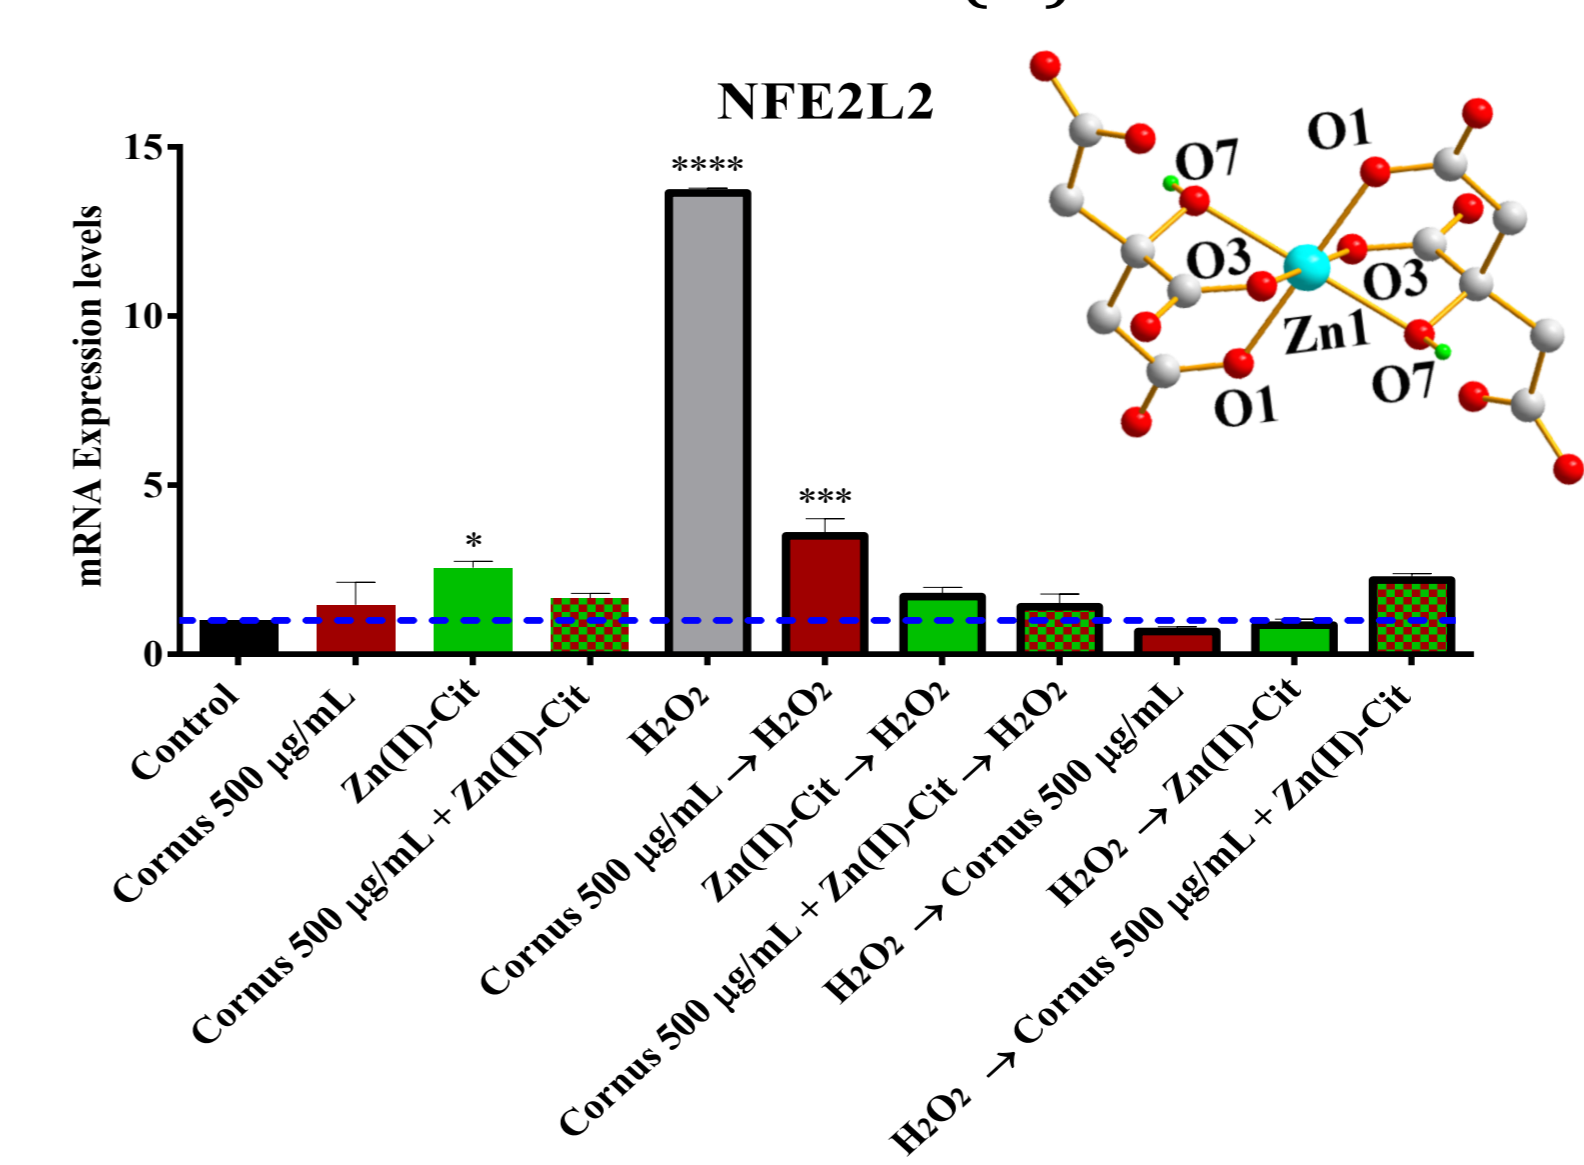 NFE2L2
mRNA Expression levels
15
10
5
0
*
****
***
Control
Cornus 500 μg/mL
Zn(II)-Cit
Cornus 500 μg/mL + Zn(II)-Cit
H2O2
Cornus 500 μg/mL → H2O2
Zn(II)-Cit → H2O2
Cornus 500 μg/mL + Zn(II)-Cit → H2O2
H2O2 → Cornus 500 μg/mL
H2O2 → Zn(II)-Cit
H2O2 → Cornus 500 μg/mL + Zn(II)-Cit
O7
O1
O3
O3
Zn1
O7
O1